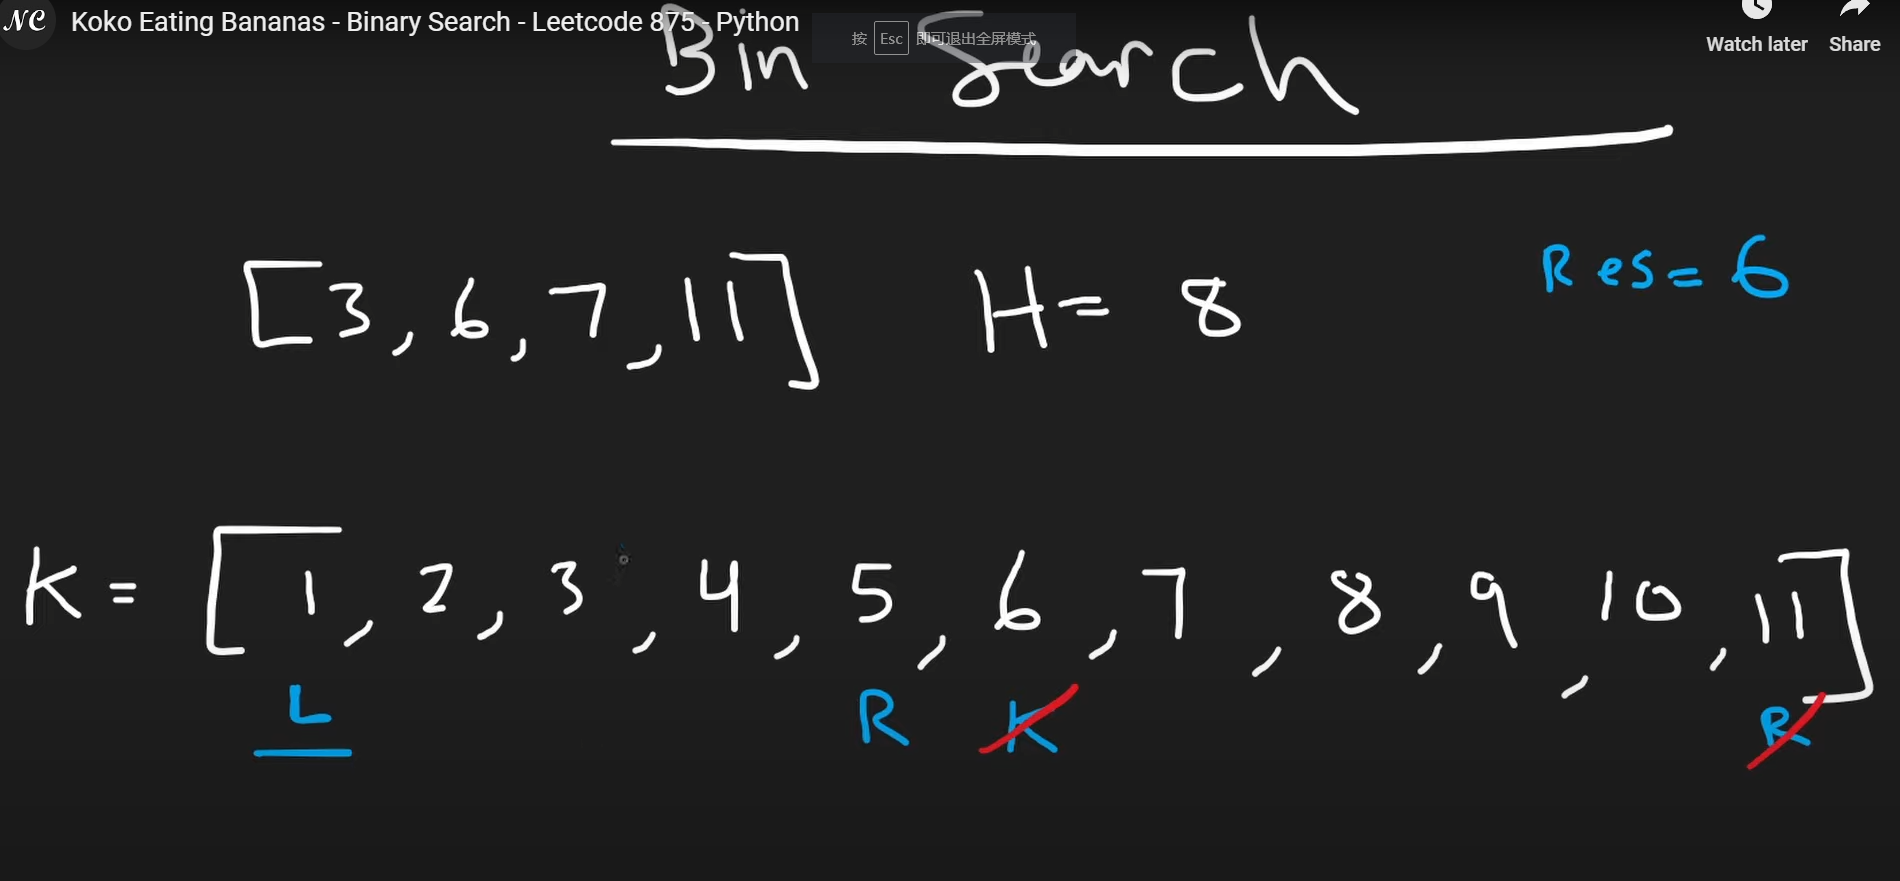 NC Koko Eating Bananas - Binary Search - Leetcode 875 - Python
按 Esc 即可退出全屏模式
Watch later Share
Bin Search
[3, 6, 7, 11] H = 8
Res = 6
K = [1, 2, 3, 4, 5, 6, 7, 8, 9, 10, 11]
L R K R